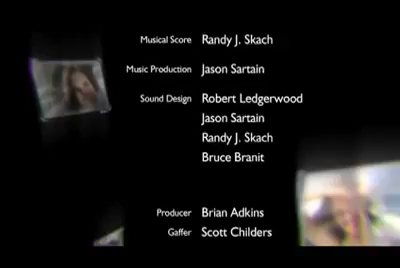 Musical Score Randy J. Skach
Music Production Jason Sartain
Sound Design Robert Ledgerwood
Jason Sartain
Randy J. Skach
Bruce Branit
Producer Brian Adkins
Gaffer Scott Childers